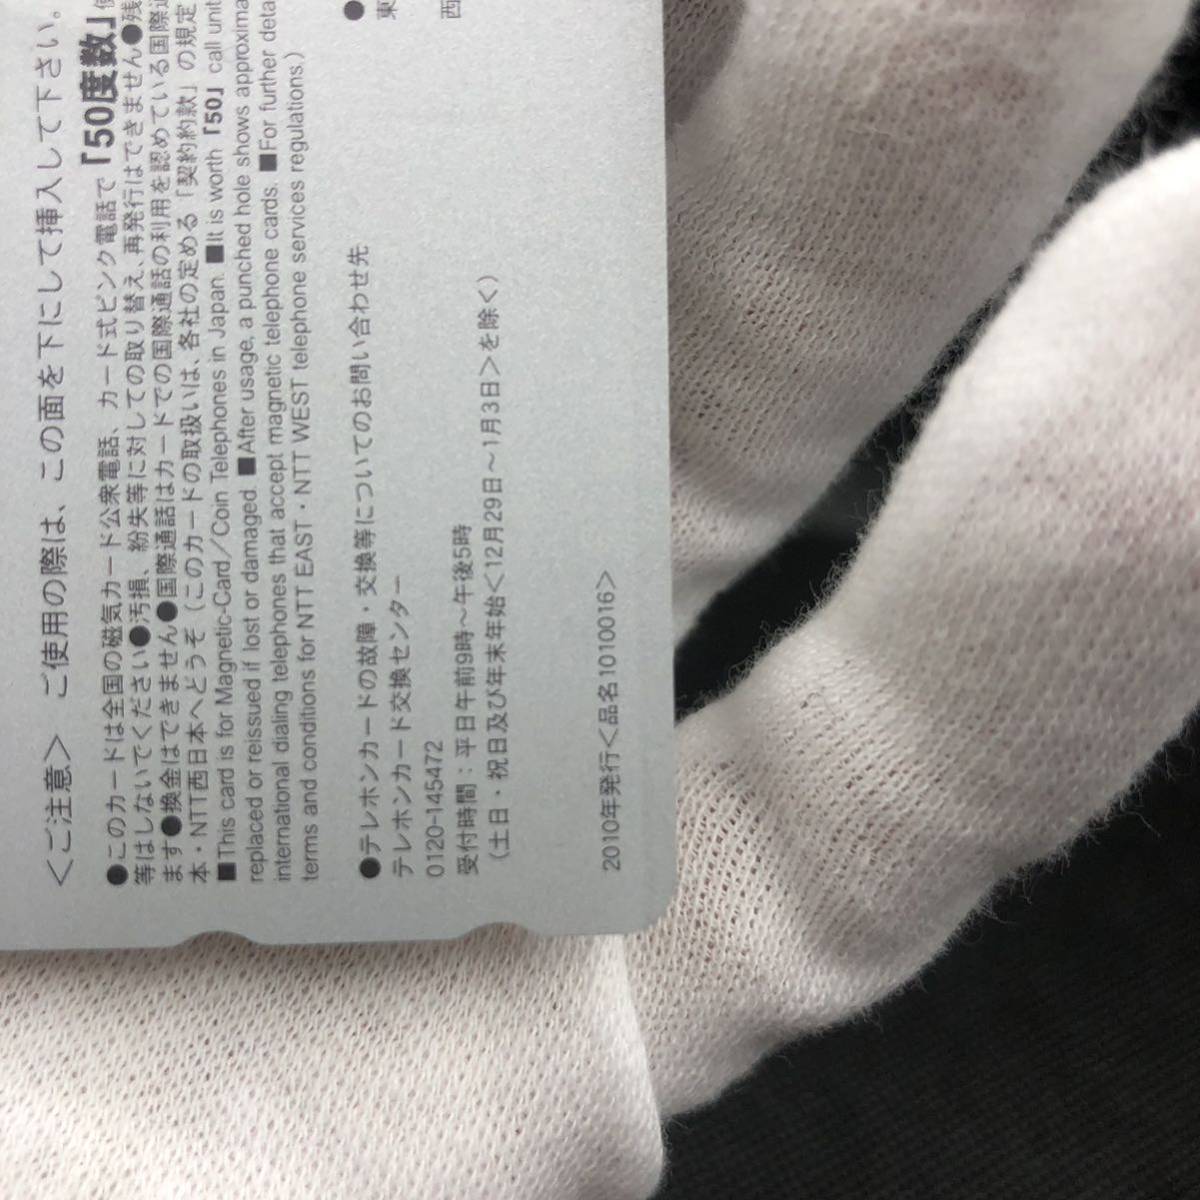 <ご注意> ご使用の際は、この面を下にして挿入して下さい。
●このカードは全国の磁気カード公衆電話、カード式ピンク電話で「50度数」使
等はしないでください●汚損、紛失等に対しての取り替え、再発行はできません●残
ます●換金はできません●国際通話はカードでの国際通話の利用を認めている国際通
本・NTT西日本へどうぞ（このカードの取扱いは、各社の定める「契約約款」の規定
■This card is for Magnetic-Card／Coin Telephones in Japan. ■It is worth「50」call unit
replaced or reissued if lost or damaged. ■After usage, a punched hole shows approxima
international dialing telephones that accept magnetic telephone cards. ■For further deta
terms and conditions for NTT EAST・NTT WEST telephone services regulations.）
●テレホンカードの故障・交換等についてのお問い合わせ先
テレホンカード交換センター
0120-145472
受付時間：平日午前9時〜午後5時
（土日・祝日及び年末年始<12月29日〜1月3日>を除く）
●
東
西
2010年発行<品名1010016>